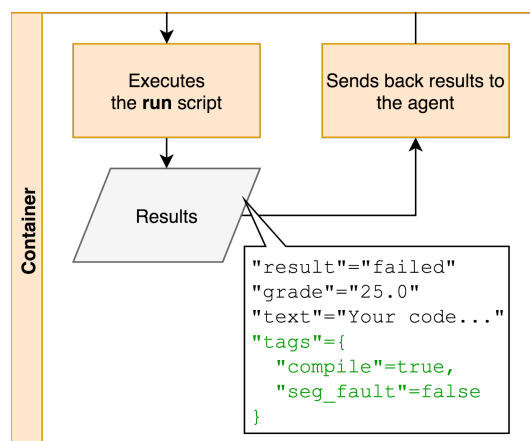 Executes
the run script
Sends back results to
the agent
Results
Container
"result"="failed"
"grade"="25.0"
"text"="Your code..."
"tags"={
"compile"=true,
"seg_fault"=false
}